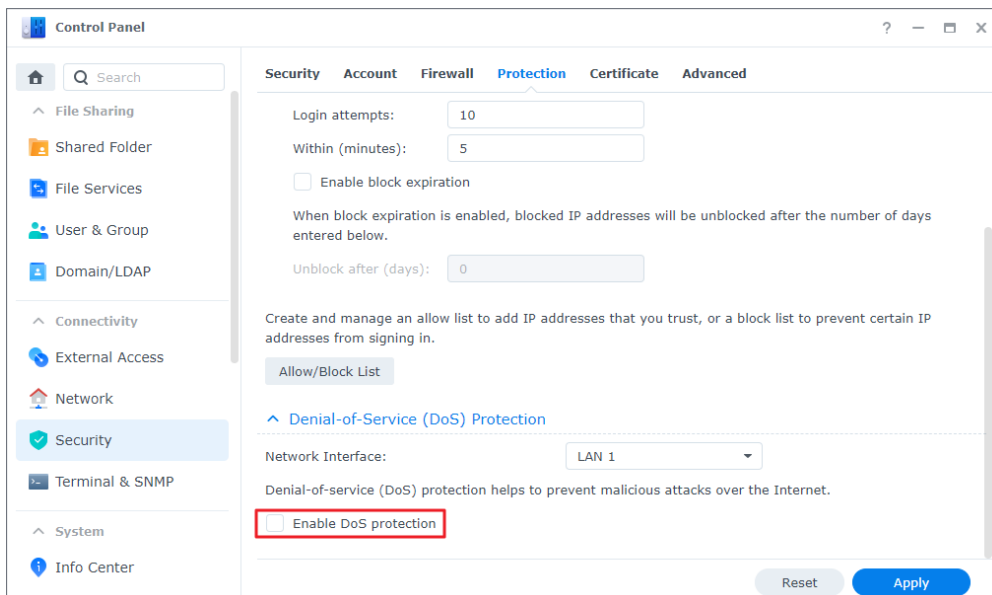 Control Panel
?
Search
File Sharing
Shared Folder
File Services
User & Group
Domain/LDAP
Connectivity
External Access
Network
Security
Terminal & SNMP
System
Info Center
Security Account Firewall Protection Certificate Advanced
Login attempts: 10
Within (minutes): 5
Enable block expiration
When block expiration is enabled, blocked IP addresses will be unblocked after the number of days
entered below.
Unblock after (days): 0
Create and manage an allow list to add IP addresses that you trust, or a block list to prevent certain IP
addresses from signing in.
Allow/Block List
Denial-of-Service (DoS) Protection
Network Interface: LAN 1
Denial-of-service (DoS) protection helps to prevent malicious attacks over the Internet.
Enable DoS protection
Reset Apply